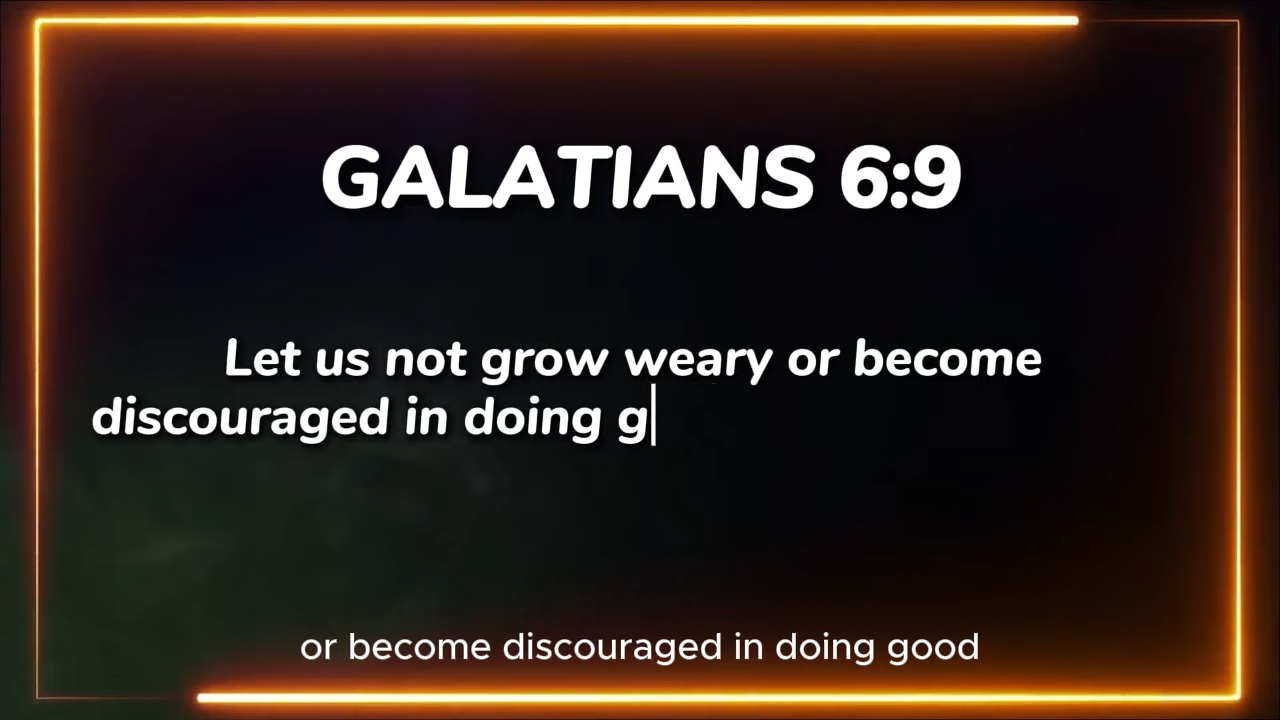 GALATIANS 6:9
Let us not grow weary or become
discouraged in doing g
or become discouraged in doing good